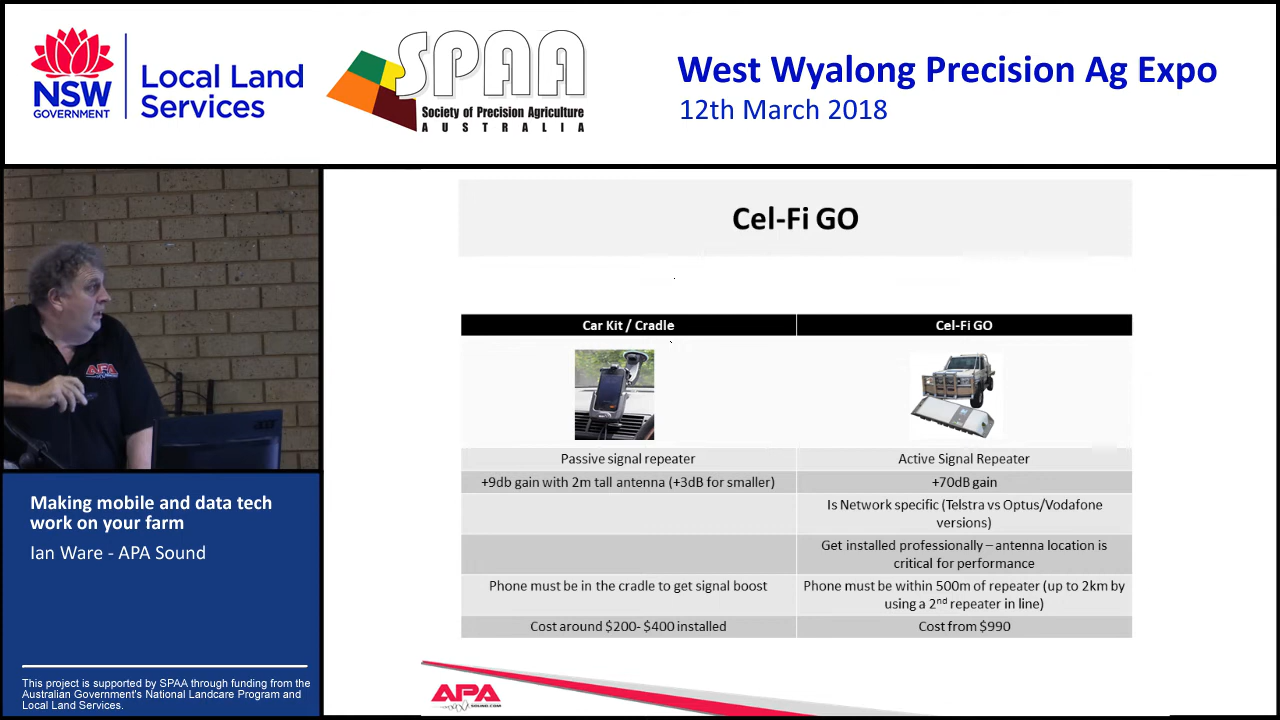 NSW
GOVERNMENT
Local Land
Services
SPAA
Society of Precision Agriculture
AUSTRALIA
West Wyalong Precision Ag Expo
12th March 2018
APA
Making mobile and data tech
work on your farm
Ian Ware - APA Sound
This project is supported by SPAA through funding from the
Australian Government's National Landcare Program and
Local Land Services.
Cel-Fi GO
Car Kit / Cradle
Cel-Fi GO
Passive signal repeater
Active Signal Repeater
+9db gain with 2m tall antenna (+3dB for smaller)
+70dB gain
Is Network specific (Telstra vs Optus/Vodafone
versions)
Get installed professionally – antenna location is
critical for performance
Phone must be in the cradle to get signal boost
Phone must be within 500m of repeater (up to 2km by
using a 2nd repeater in line)
Cost around $200- $400 installed
Cost from $990
APA